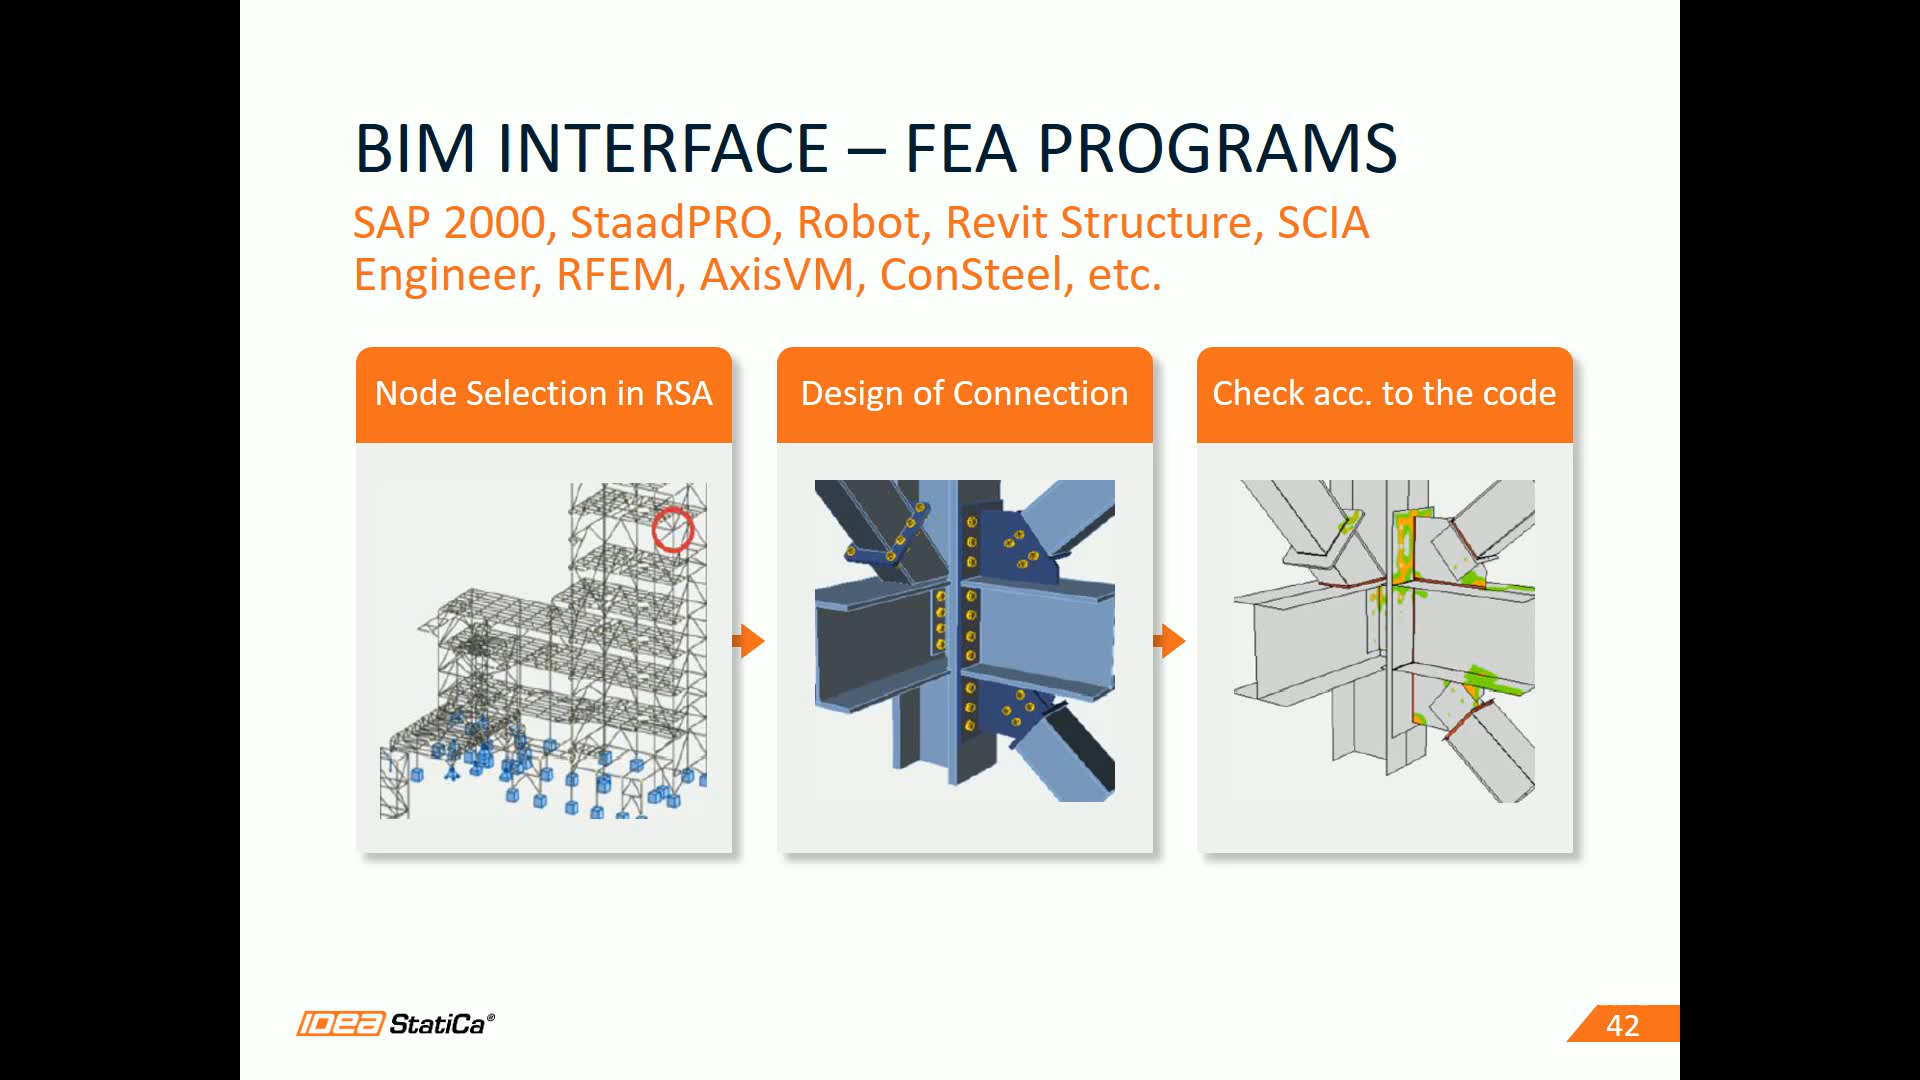 BIM INTERFACE – FEA PROGRAMS
SAP 2000, StaadPRO, Robot, Revit Structure, SCIA
Engineer, RFEM, AxisVM, ConSteel, etc.
Node Selection in RSA
Design of Connection
Check acc. to the code
IDEA StatiCa®
42